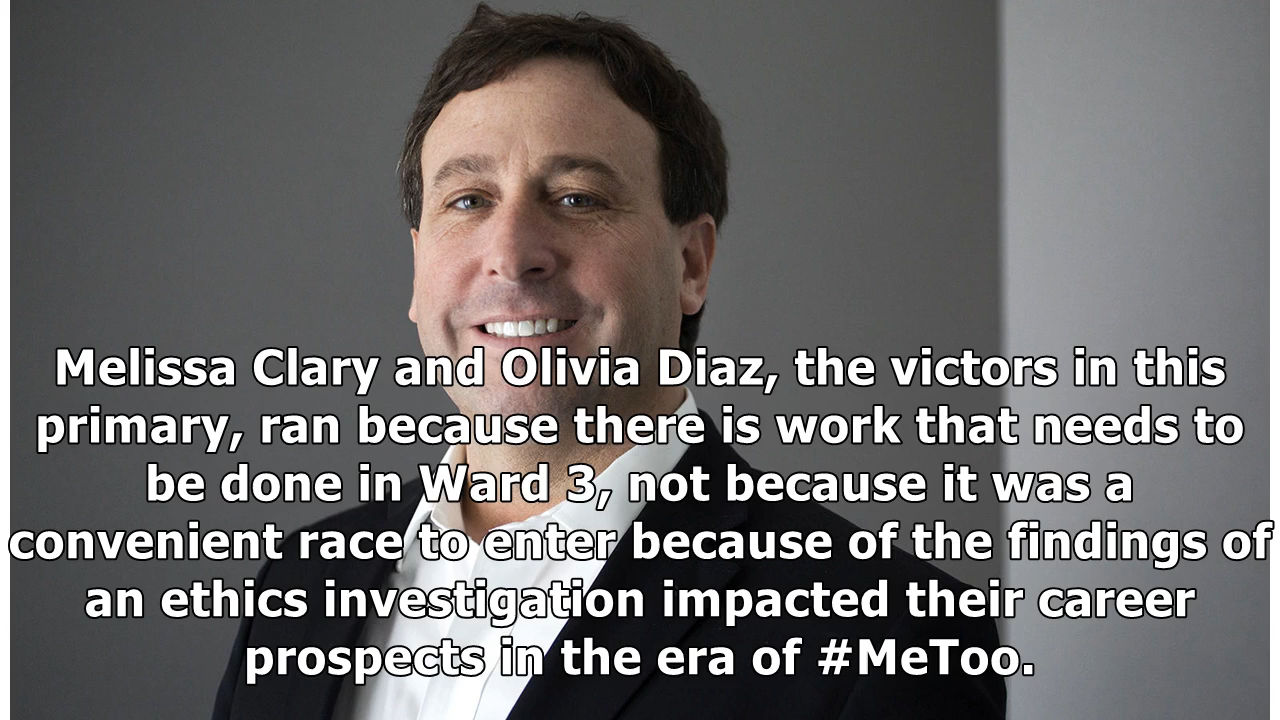 Melissa Clary and Olivia Diaz, the victors in this
primary, ran because there is work that needs to
be done in Ward 3, not because it was a
convenient race to enter because of the findings of
an ethics investigation impacted their career
prospects in the era of #MeToo.